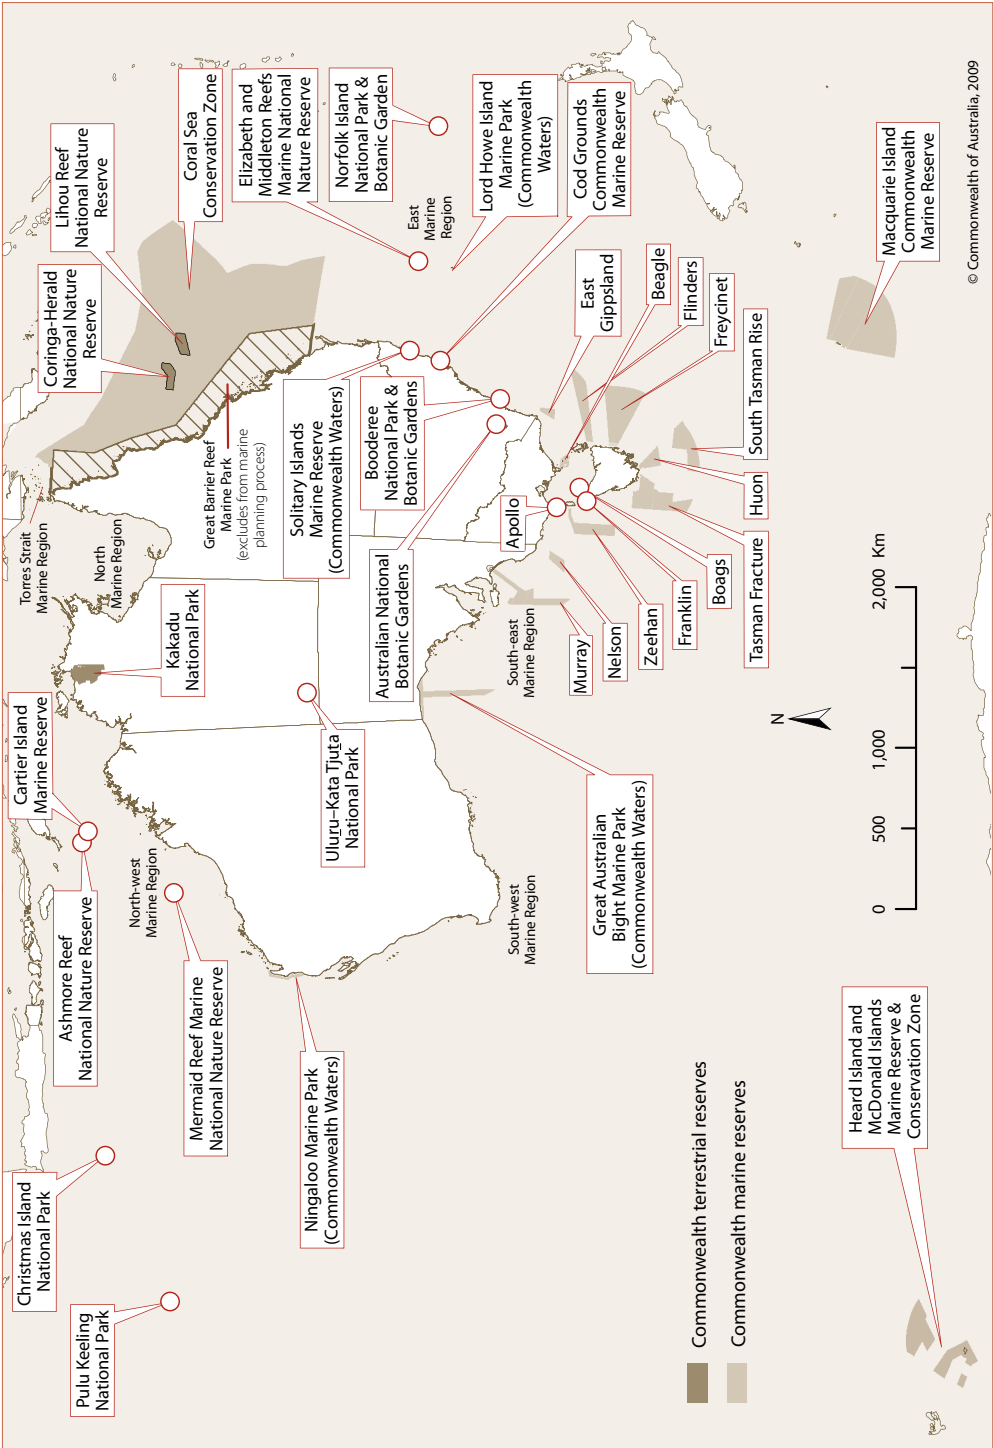 Pulu Keeling
National Park
Christmas Island
National Park
Ashmore Reef
National Nature Reserve
Cartier Island
Marine Reserve
Mermaid Reef Marine
National Nature Reserve
Ningaloo Marine Park
(Commonwealth Waters)
North-west
Marine Region
Kakadu
National Park
Uluru–Kata Tjuta
National Park
Torres Strait
Marine Region
North
Marine Region
Great Barrier Reef
Marine Park
(excludes from marine
planning process)
Coringa-Herald
National Nature
Reserve
Lihou Reef
National Nature
Reserve
Coral Sea
Conservation Zone
Elizabeth and
Middleton Reefs
Marine National
Nature Reserve
Norfolk Island
National Park &
Botanic Garden
East
Marine
Region
Lord Howe Island
Marine Park
(Commonwealth
Waters)
Cod Grounds
Commonwealth
Marine Reserve
Solitary Islands
Marine Reserve
(Commonwealth Waters)
Booderee
National Park &
Botanic Gardens
Australian National
Botanic Gardens
South-west
Marine Region
Great Australian
Bight Marine Park
(Commonwealth Waters)
South-east
Marine Region
Apollo
Murray
Nelson
Zeehan
Franklin
Boags
Tasman Fracture
Huon
South Tasman Rise
Freycinet
Flinders
Beagle
East
Gippsland
Macquarie Island
Commonwealth
Marine Reserve
Heard Island and
McDonald Islands
Marine Reserve &
Conservation Zone
Commonwealth terrestrial reserves
Commonwealth marine reserves
N
0 500 1,000 2,000 Km
© Commonwealth of Australia, 2009